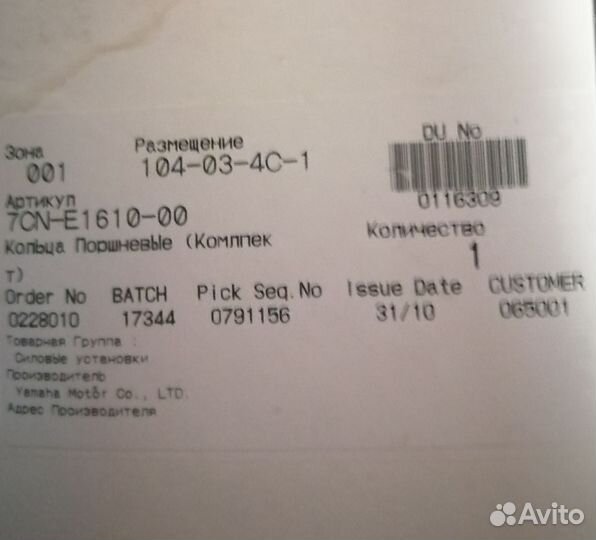 Зона Размещение DU No
001 104-03-4C-1
0116309
Артикул
7CN-E1610-00
Количество
Кольца Поршневые (Комлпек
1
т)
Order No BATCH Pick Seq.No Issue Date CUSTOMER
0228010 17344 0791156 31/10 065001
Товарная Группа :
Силовые установки
Производитель
Yamaha Motor Co., LTD.
Адрес Производителя
Avito